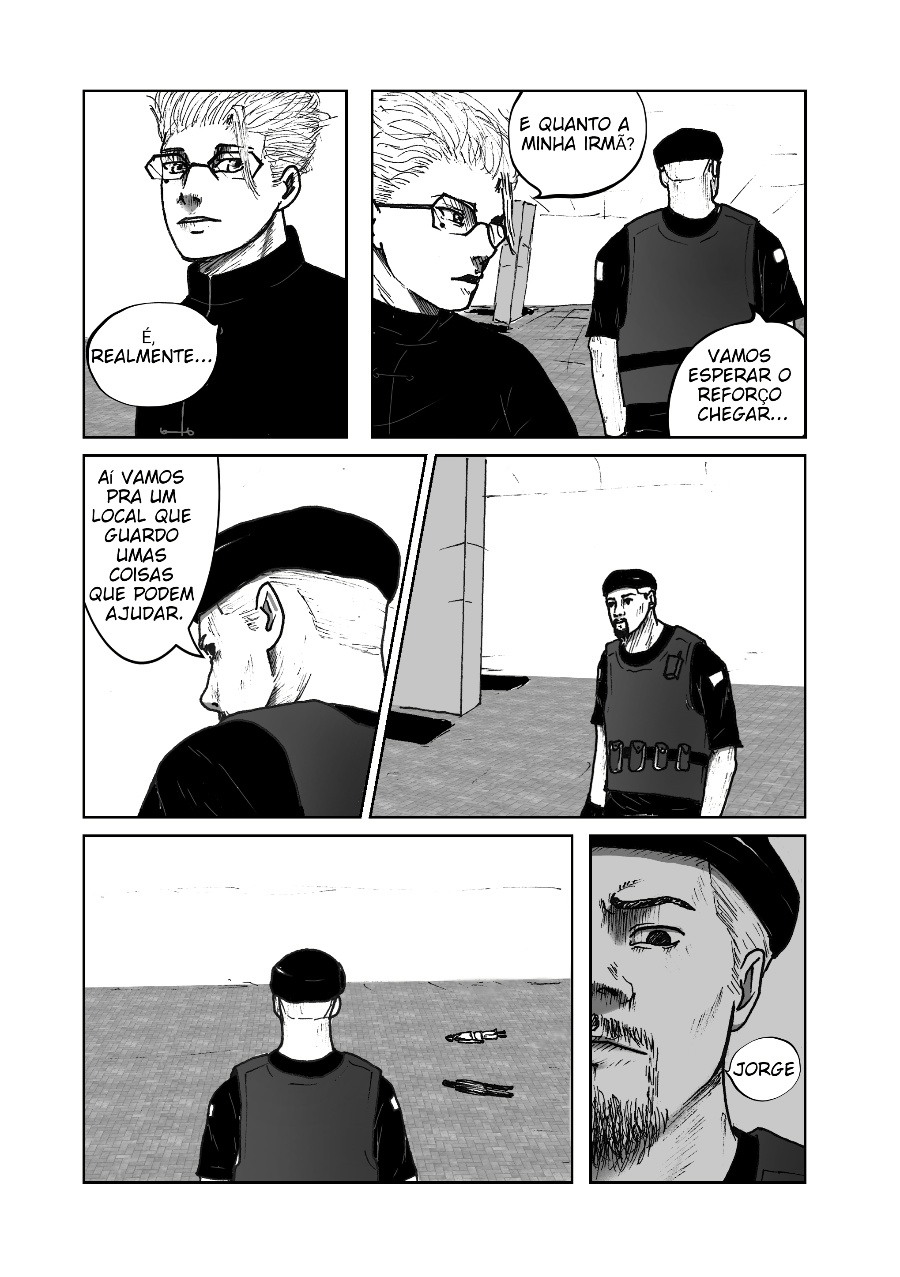 É,
REALMENTE...
E QUANTO A
MINHA IRMÃ?
VAMOS
ESPERAR O
REFORÇO
CHEGAR...
AÍ VAMOS
PRA UM
LOCAL QUE
GUARDO
UMAS
COISAS
QUE PODEM
AJUDAR.
JORGE